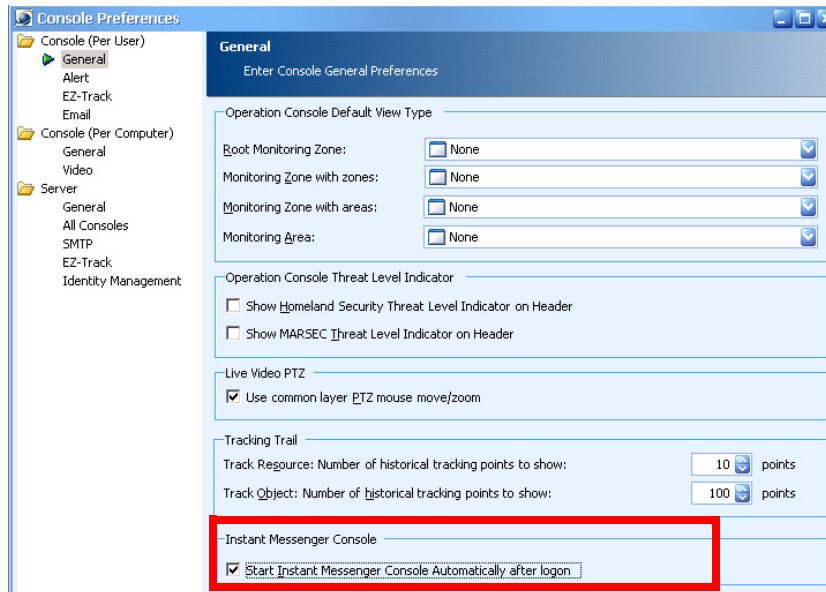 Console Preferences
Console (Per User)
General
Alert
EZ-Track
Email
Console (Per Computer)
General
Video
Server
General
All Consoles
SMTP
EZ-Track
Identity Management
General
Enter Console General Preferences
Operation Console Default View Type
Root Monitoring Zone: None
Monitoring Zone with zones: None
Monitoring Zone with areas: None
Monitoring Area: None
Operation Console Threat Level Indicator
Show Homeland Security Threat Level Indicator on Header
Show MARSEC Threat Level Indicator on Header
Live Video PTZ
Use common layer PTZ mouse move/zoom
Tracking Trail
Track Resource: Number of historical tracking points to show: 10 points
Track Object: Number of historical tracking points to show: 100 points
Instant Messenger Console
Start Instant Messenger Console Automatically after logon